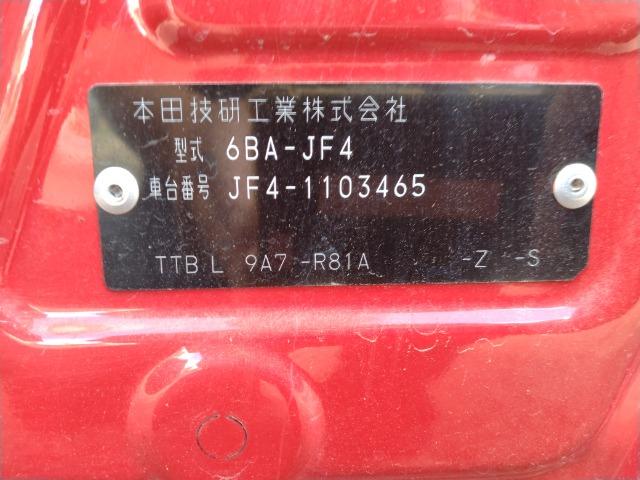 本田技研工業株式会社
型式 6BA-JF4
車台番号 JF4-1103465
TTB L 9A7 -R81A -Z -S